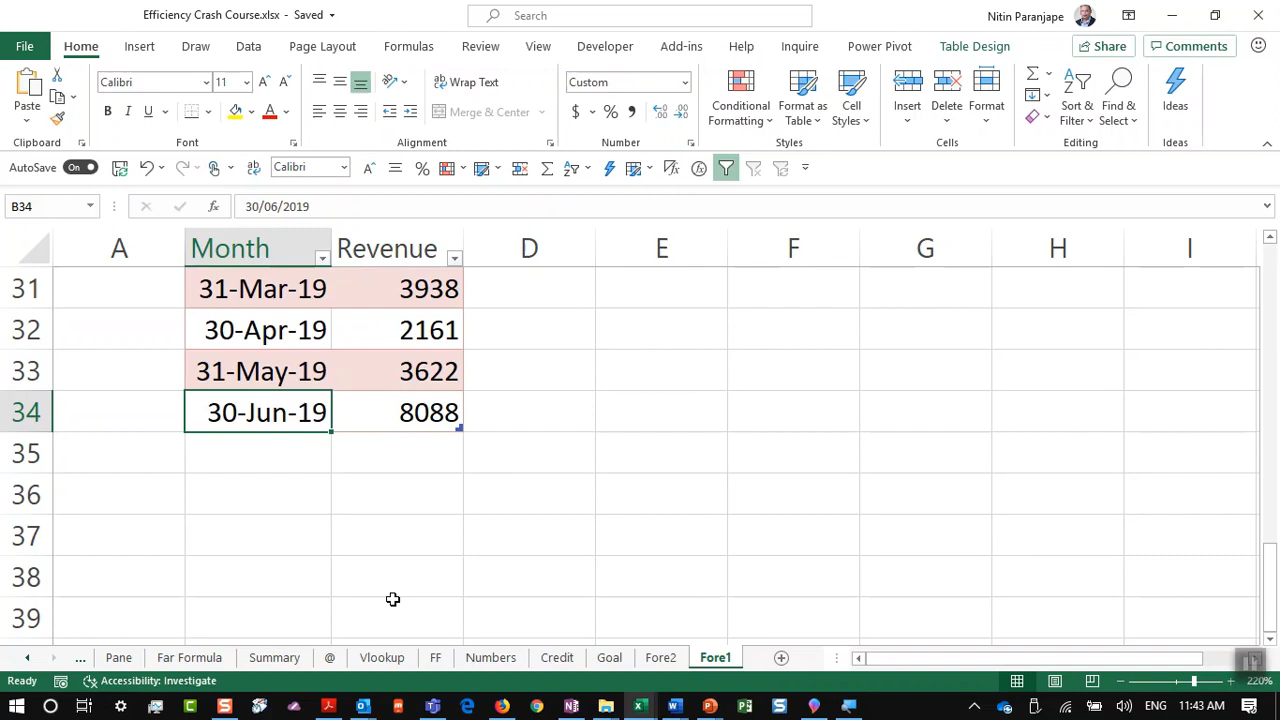 Efficiency Crash Course.xlsx - Saved
Search
Nitin Paranjape
File Home Insert Draw Data Page Layout Formulas Review View Developer Add-ins Help Inquire Power Pivot Table Design Share Comments
Paste
Calibri 11
B I U A
Wrap Text
Merge & Center
Custom
$ % ,
Conditional Formatting
Format as Table
Cell Styles
Insert Delete Format
Sort & Filter
Find & Select
Ideas
Clipboard Font Alignment Number Styles Cells Editing Ideas
AutoSave On Calibri
B34 fx 30/06/2019
A Month Revenue D E F G H I
31 31-Mar-19 3938
32 30-Apr-19 2161
33 31-May-19 3622
34 30-Jun-19 8088
35
36
37
38
39
... Pane Far Formula Summary @ Vlookup FF Numbers Credit Goal Fore2 Fore1
Ready Accessibility: Investigate 220%
ENG 11:43 AM